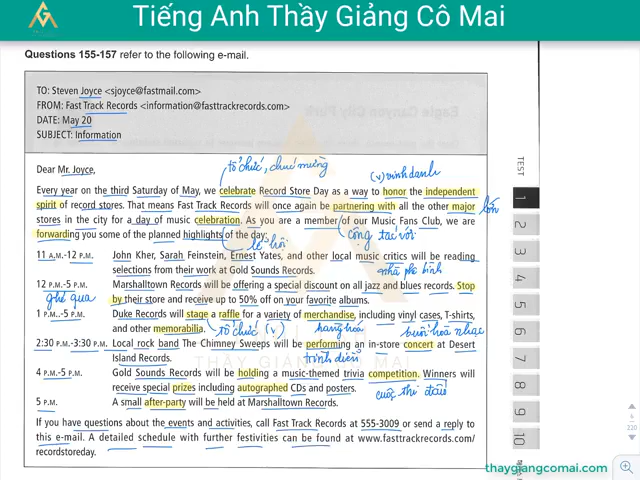 Tiếng Anh Thầy Giảng Cô Mai
Questions 155-157 refer to the following e-mail.
TO: Steven Joyce <sjoyce@fastmail.com>
FROM: Fast Track Records <information@fasttrackrecords.com>
DATE: May 20
SUBJECT: Information
Dear Mr. Joyce,
tổ chức, chúc mừng
(v) vinh danh
Every year on the third Saturday of May, we celebrate Record Store Day as a way to honor the independent
spirit of record stores. That means Fast Track Records will once again be partnering with all the other major
lớn
stores in the city for a day of music celebration. As you are a member of our Music Fans Club, we are
forwarding you some of the planned highlights of the day:
lễ hội
cộng tác với
11 A.M.-12 P.M. John Kher, Sarah Feinstein, Ernest Yates, and other local music critics will be reading
selections from their work at Gold Sounds Records.
nhà phê bình
12 P.M.-5 P.M. Marshalltown Records will be offering a special discount on all jazz and blues records. Stop
ghé qua
by their store and receive up to 50% off on your favorite albums.
1 P.M.-5 P.M. Duke Records will stage a raffle for a variety of merchandise, including vinyl cases, T-shirts,
and other memorabilia.
tổ chức (v)
hàng hoá
buổi hoà nhạc
2:30 P.M.-3:30 P.M. Local rock band The Chimney Sweeps will be performing an in-store concert at Desert
Island Records.
trình diễn
4 P.M.-5 P.M. Gold Sounds Records will be holding a music-themed trivia competition. Winners will
receive special prizes including autographed CDs and posters.
cuộc thi đấu
5 P.M. A small after-party will be held at Marshalltown Records.
If you have questions about the events and activities, call Fast Track Records at 555-3009 or send a reply to
this e-mail. A detailed schedule with further festivities can be found at www.fasttrackrecords.com/
recordstoreday.
THẦY GIẢNG CÔ MAI
TEST
1
2
3
4
5
6
7
8
9
10
6
220
thaygiangcomai.com